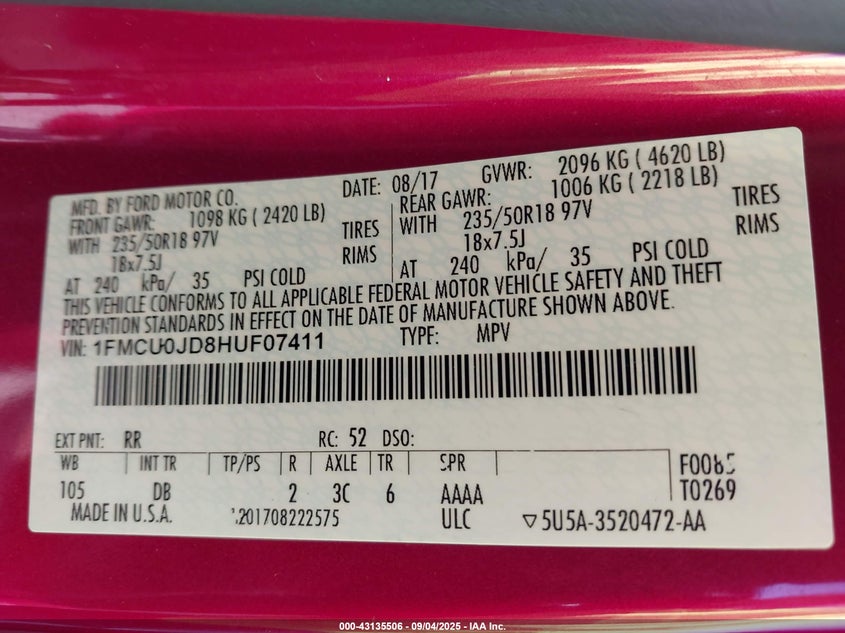 MFD. BY FORD MOTOR CO. DATE: 08/17 GVWR: 2096 KG ( 4620 LB)
FRONT GAWR: 1098 KG ( 2420 LB) REAR GAWR: 1006 KG ( 2218 LB)
WITH 235/50R18 97V TIRES WITH 235/50R18 97V TIRES
18x7.5J RIMS 18x7.5J RIMS
AT 240 kPa/ 35 PSI COLD AT 240 kPa/ 35 PSI COLD
THIS VEHICLE CONFORMS TO ALL APPLICABLE FEDERAL MOTOR VEHICLE SAFETY AND THEFT
PREVENTION STANDARDS IN EFFECT ON THE DATE OF MANUFACTURE SHOWN ABOVE.
VIN: 1FMCU0JD8HUF07411 TYPE: MPV
EXT PNT: RR RC: 52 DSO:
WB INT TR TP/PS R AXLE TR SPR F0085
105 DB 2 3C 6 AAAA T0269
MADE IN U.S.A. 201708222575 ULC ▽5U5A-3520472-AA
000-43135506 - 09/04/2025 - IAA Inc.